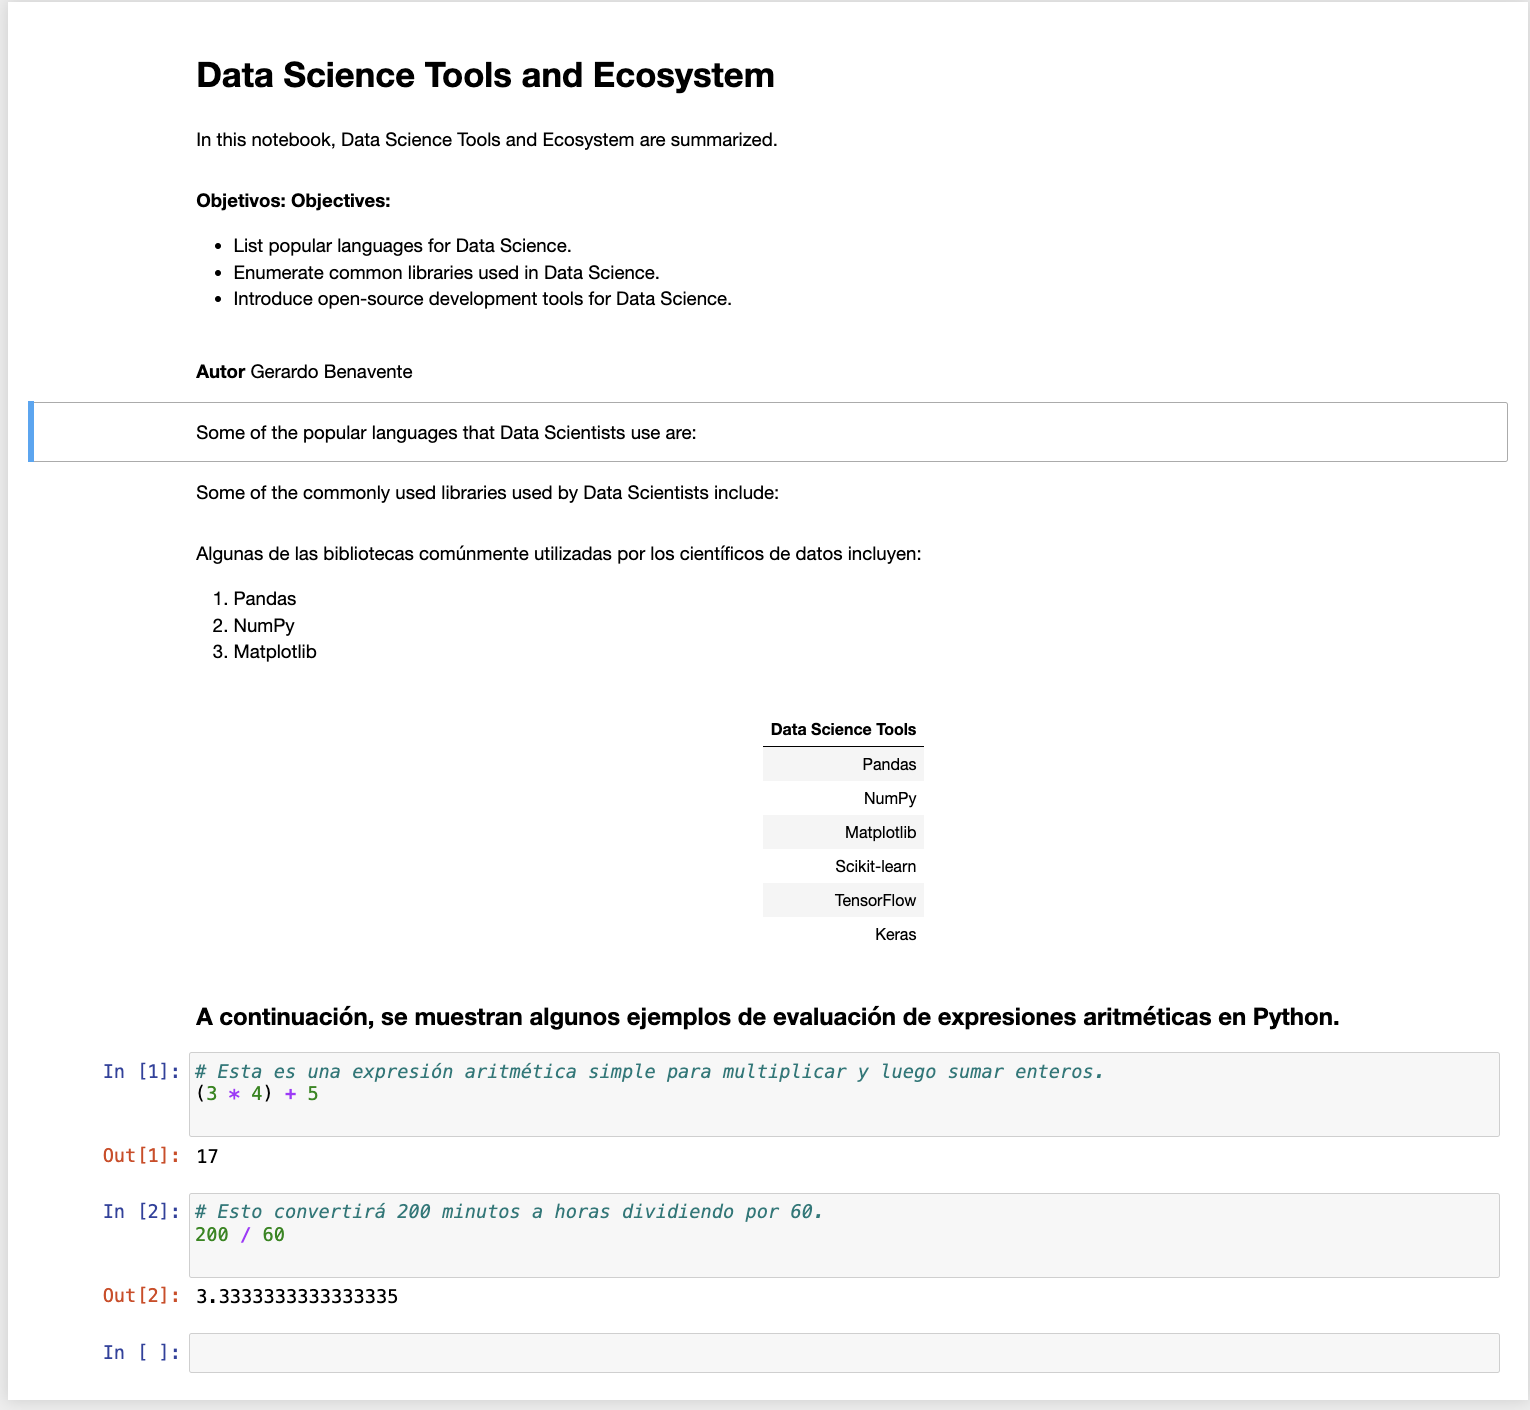 Data Science Tools and Ecosystem
In this notebook, Data Science Tools and Ecosystem are summarized.
Objetivos: Objectives:
• List popular languages for Data Science.
• Enumerate common libraries used in Data Science.
• Introduce open-source development tools for Data Science.
Autor Gerardo Benavente
Some of the popular languages that Data Scientists use are:
Some of the commonly used libraries used by Data Scientists include:
Algunas de las bibliotecas comúnmente utilizadas por los científicos de datos incluyen:
1. Pandas
2. NumPy
3. Matplotlib
Data Science Tools
Pandas
NumPy
Matplotlib
Scikit-learn
TensorFlow
Keras
A continuación, se muestran algunos ejemplos de evaluación de expresiones aritméticas en Python.
In [1]: # Esta es una expresión aritmética simple para multiplicar y luego sumar enteros.
(3 * 4) + 5
Out[1]: 17
In [2]: # Esto convertirá 200 minutos a horas dividiendo por 60.
200 / 60
Out[2]: 3.3333333333333335
In [ ]: